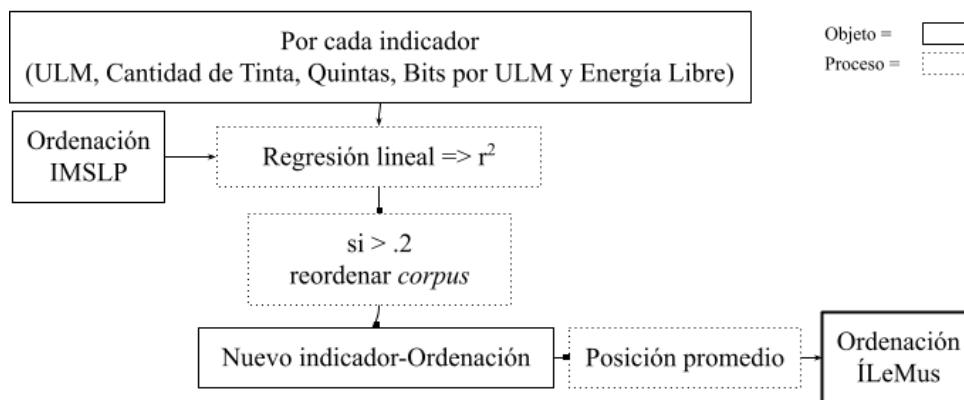 Por cada indicador
(ULM, Cantidad de Tinta, Quintas, Bits por ULM y Energía Libre)
Objeto =
Proceso =
Ordenación
IMSLP
Regresión lineal => r²
si > .2
reordenar corpus
Nuevo indicador-Ordenación
Posición promedio
Ordenación
ÍLeMus